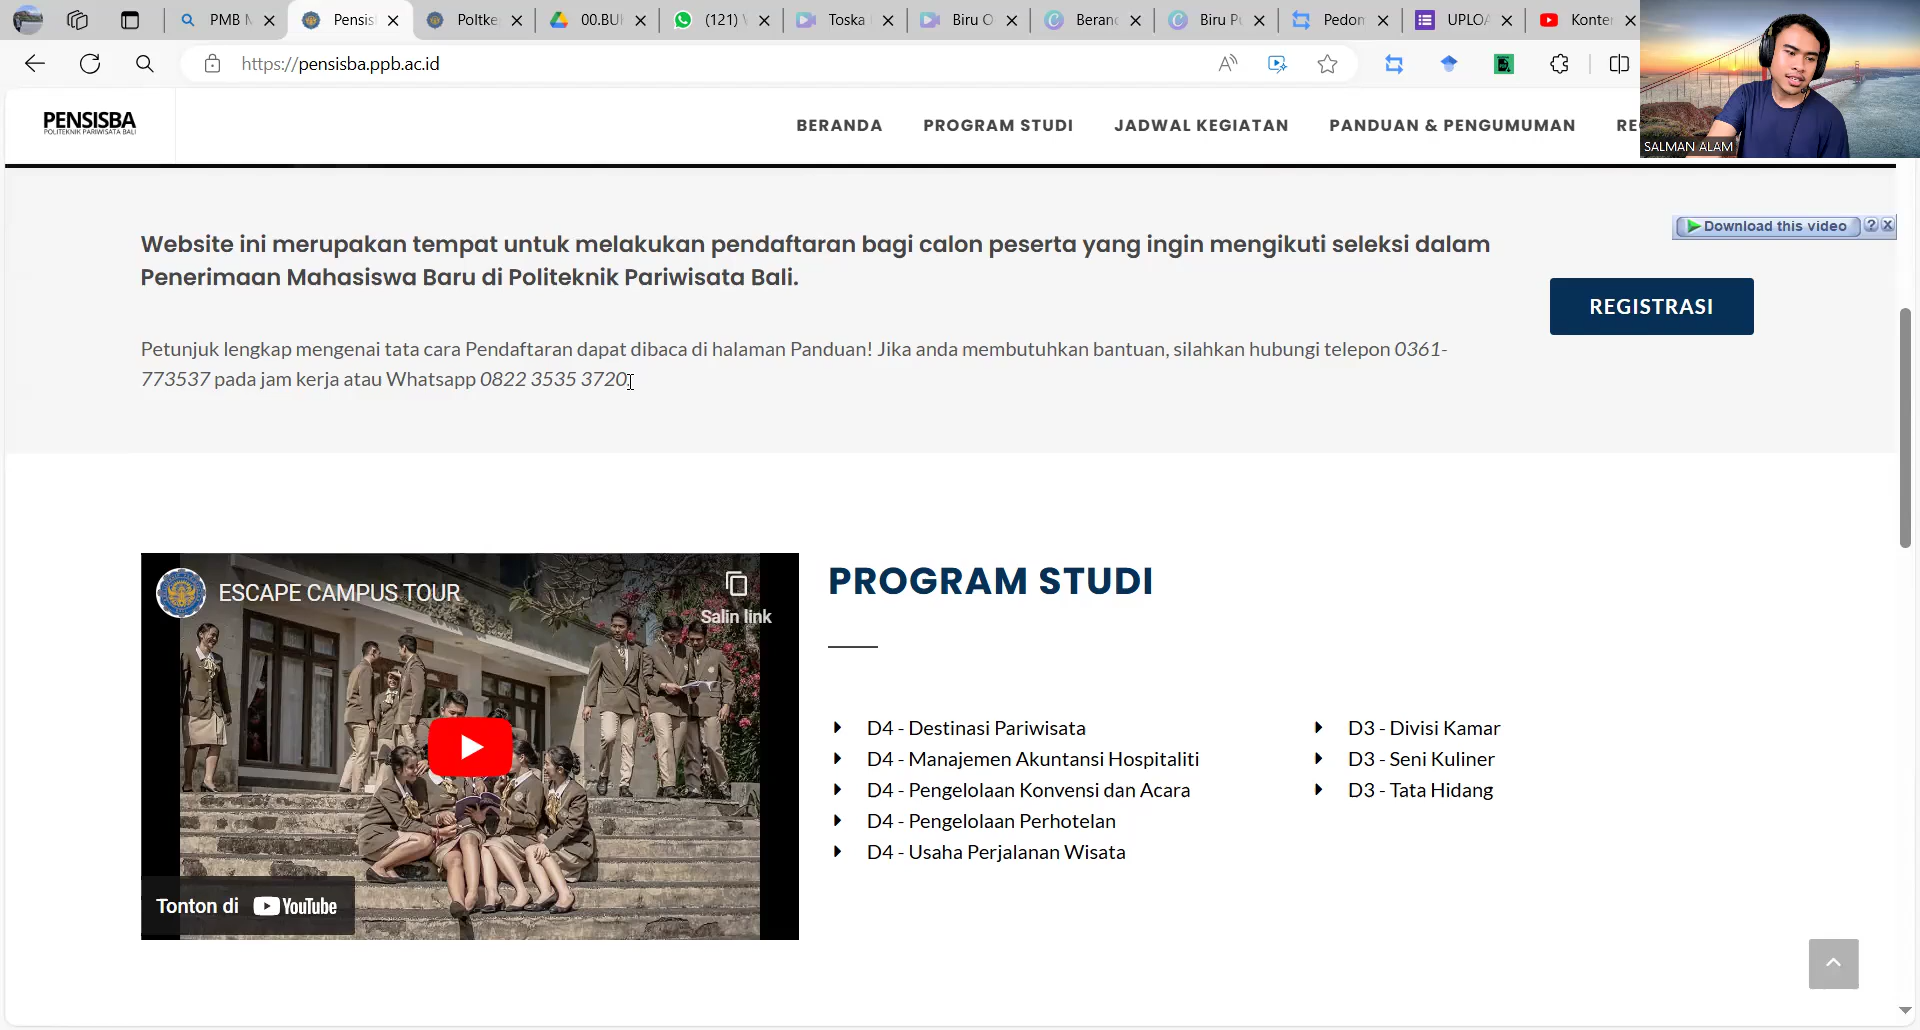 PMB M
Pensis
Poltke
00.BU
(121)
Toska
Biru O
Beran
Biru P
Pedon
UPLO
Konte
https://pensisba.ppb.ac.id
SALMAN ALAM
PENSISBA
POLITEKNIK PARIWISATA BALI
BERANDA
PROGRAM STUDI
JADWAL KEGIATAN
PANDUAN & PENGUMUMAN
RE
Download this video
Website ini merupakan tempat untuk melakukan pendaftaran bagi calon peserta yang ingin mengikuti seleksi dalam
Penerimaan Mahasiswa Baru di Politeknik Pariwisata Bali.
REGISTRASI
Petunjuk lengkap mengenai tata cara Pendaftaran dapat dibaca di halaman Panduan! Jika anda membutuhkan bantuan, silahkan hubungi telepon 0361-
773537 pada jam kerja atau Whatsapp 0822 3535 3720.
ESCAPE CAMPUS TOUR
Salin link
Tonton di YouTube
PROGRAM STUDI
D4 - Destinasi Pariwisata
D4 - Manajemen Akuntansi Hospitaliti
D4 - Pengelolaan Konvensi dan Acara
D4 - Pengelolaan Perhotelan
D4 - Usaha Perjalanan Wisata
D3 - Divisi Kamar
D3 - Seni Kuliner
D3 - Tata Hidang